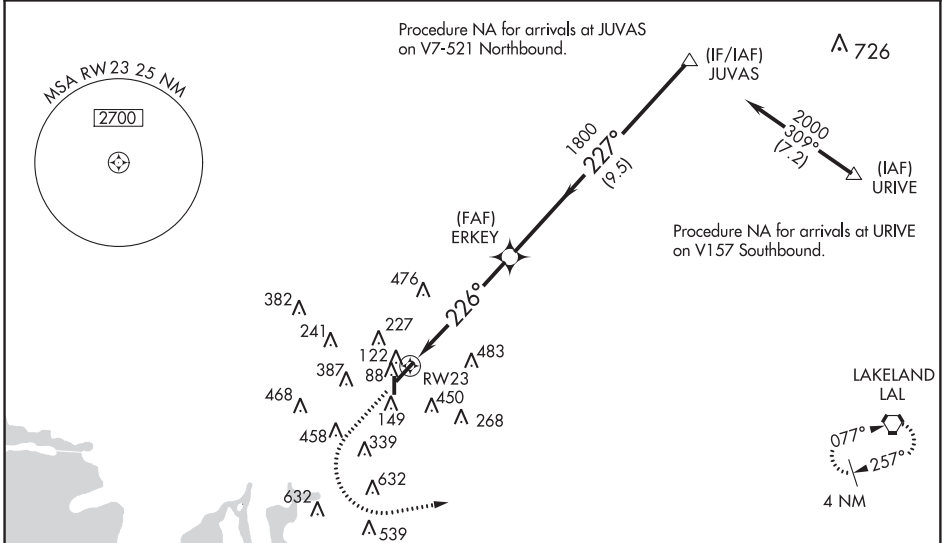 Procedure NA for arrivals at JUVAS
on V7-521 Northbound.
MSA RW23 25 NM
2700
(IF/IAF)
JUVAS
726
1800
227°
(9.5)
2000
309°
(7.2)
(IAF)
URIVE
(FAF)
ERKEY
Procedure NA for arrivals at URIVE
on V157 Southbound.
226°
476
382
241
227
122
483
387
88
RW23
468
450
149
268
458
339
632
632
539
LAKELAND
LAL
077°
257°
4 NM